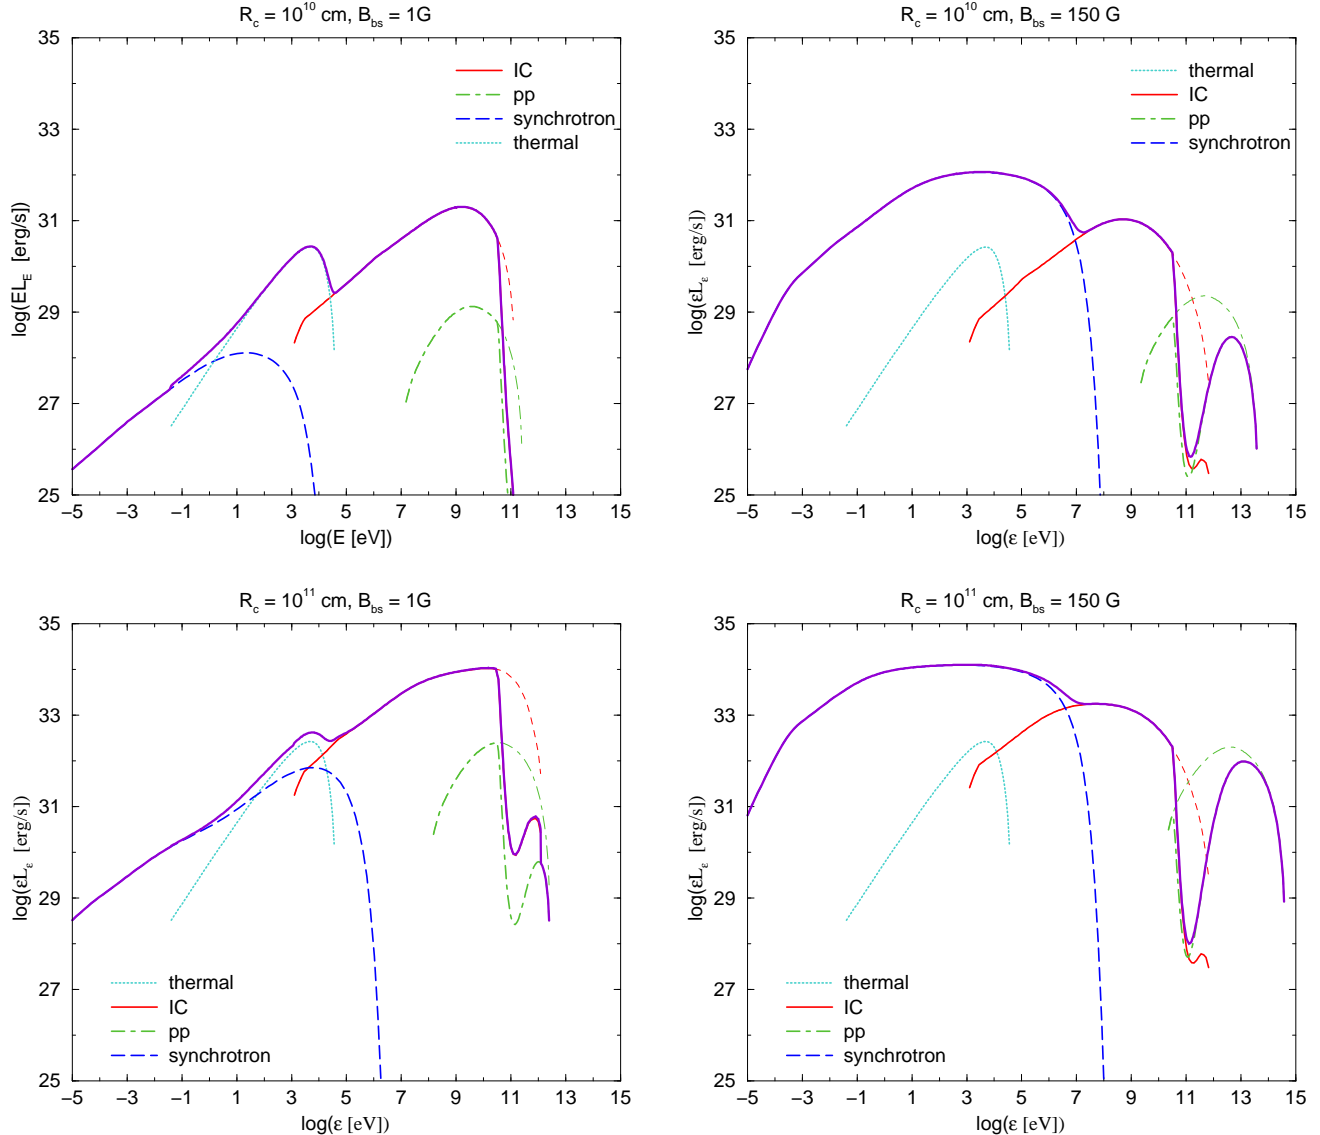 R_c = 10^10 cm, B_bs = 1G
35
33
31
29
27
25
log(EL_E [erg/s])
IC
pp
synchrotron
thermal
−5 −3 −1 1 3 5 7 9 11 13 15
log(E [eV])
R_c = 10^10 cm, B_bs = 150 G
35
33
31
29
27
25
log(εL_ε [erg/s])
thermal
IC
pp
synchrotron
−5 −3 −1 1 3 5 7 9 11 13 15
log(ε [eV])
R_c = 10^11 cm, B_bs = 1G
35
33
31
29
27
25
log(εL_ε [erg/s])
thermal
IC
pp
synchrotron
−5 −3 −1 1 3 5 7 9 11 13 15
log(ε [eV])
R_c = 10^11 cm, B_bs = 150 G
35
33
31
29
27
25
log(εL_ε [erg/s])
thermal
IC
pp
synchrotron
−5 −3 −1 1 3 5 7 9 11 13 15
log(ε [eV])